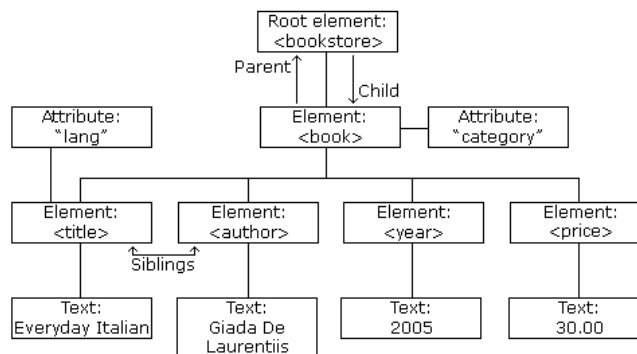 Root element:
<bookstore>
Parent
Child
Attribute:
"lang"
Element:
<book>
Attribute:
"category"
Element:
<title>
Element:
<author>
Element:
<year>
Element:
<price>
Siblings
Text:
Everyday Italian
Text:
Giada De
Laurentiis
Text:
2005
Text:
30.00